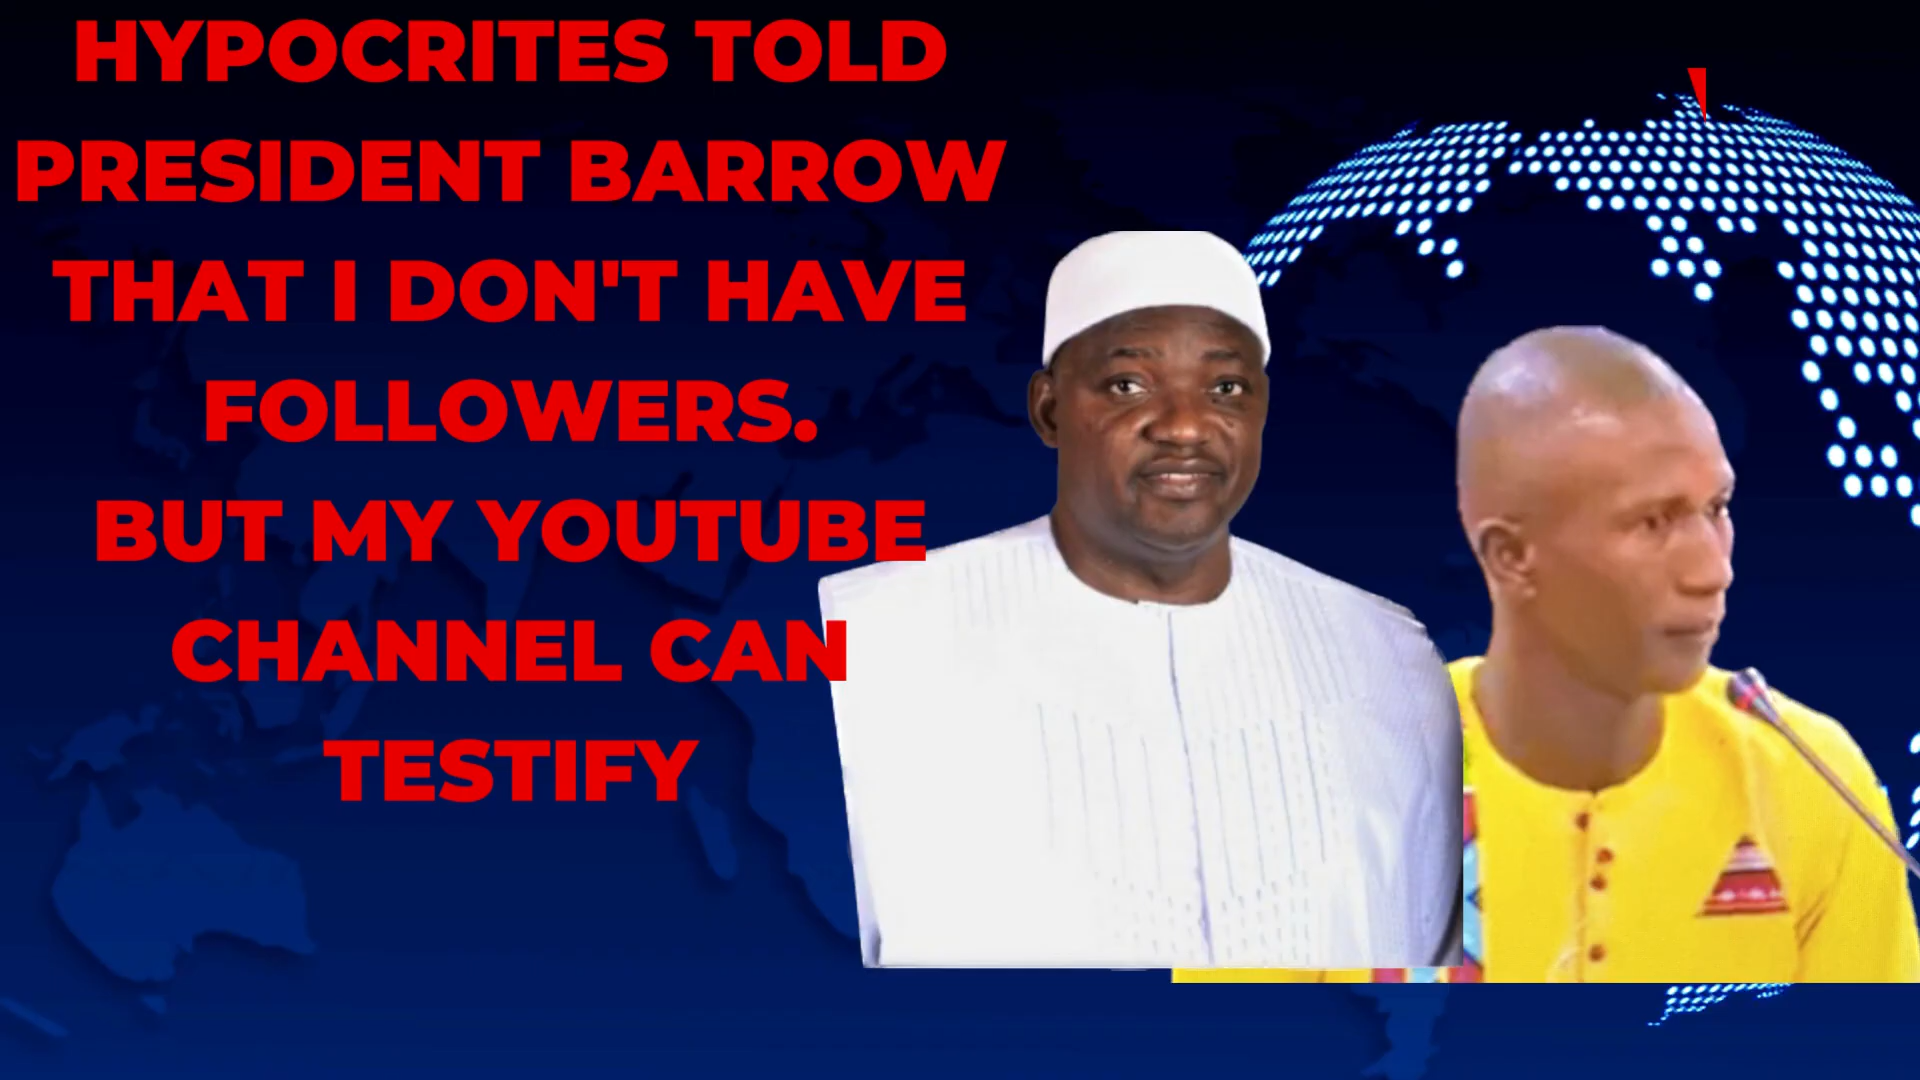 HYPOCRITES TOLD
PRESIDENT BARROW
THAT I DON'T HAVE
FOLLOWERS.
BUT MY YOUTUBE
CHANNEL CAN
TESTIFY